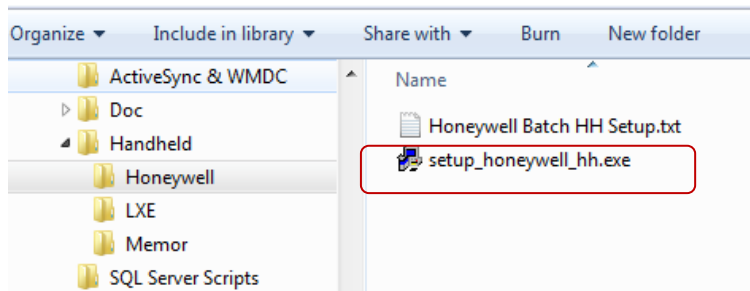 Organize Include in library Share with Burn New folder
ActiveSync & WMDC
Doc
Handheld
Honeywell
LXE
Memor
SQL Server Scripts
Name
Honeywell Batch HH Setup.txt
setup_honeywell_hh.exe